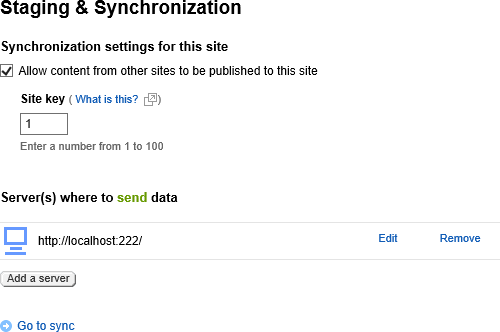 Staging & Synchronization
Synchronization settings for this site
Allow content from other sites to be published to this site
Site key ( What is this? )
1
Enter a number from 1 to 100
Server(s) where to send data
http://localhost:222/ Edit Remove
Add a server
Go to sync